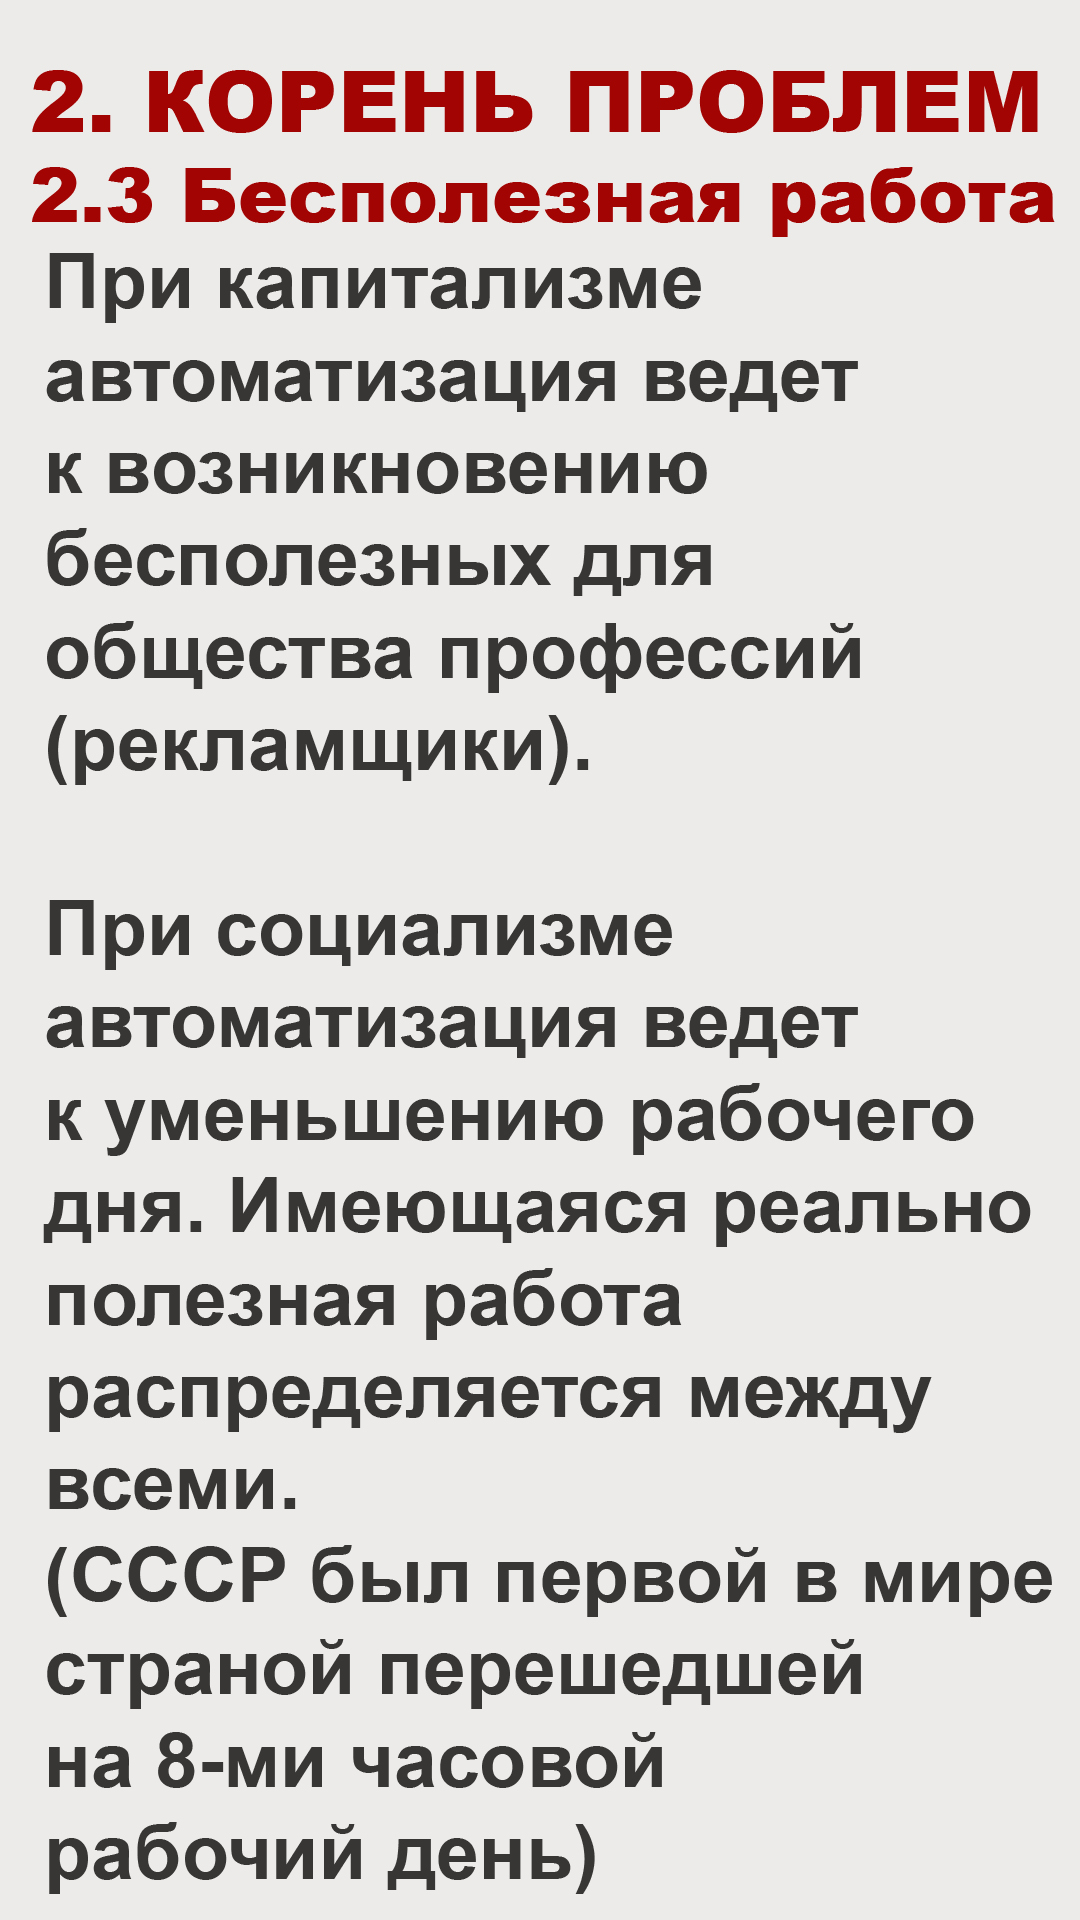 2. КОРЕНЬ ПРОБЛЕМ
2.3 Бесполезная работа
При капитализме
автоматизация ведет
к возникновению
бесполезных для
общества профессий
(рекламщики).
При социализме
автоматизация ведет
к уменьшению рабочего
дня. Имеющаяся реально
полезная работа
распределяется между
всеми.
(СССР был первой в мире
страной перешедшей
на 8-ми часовой
рабочий день)